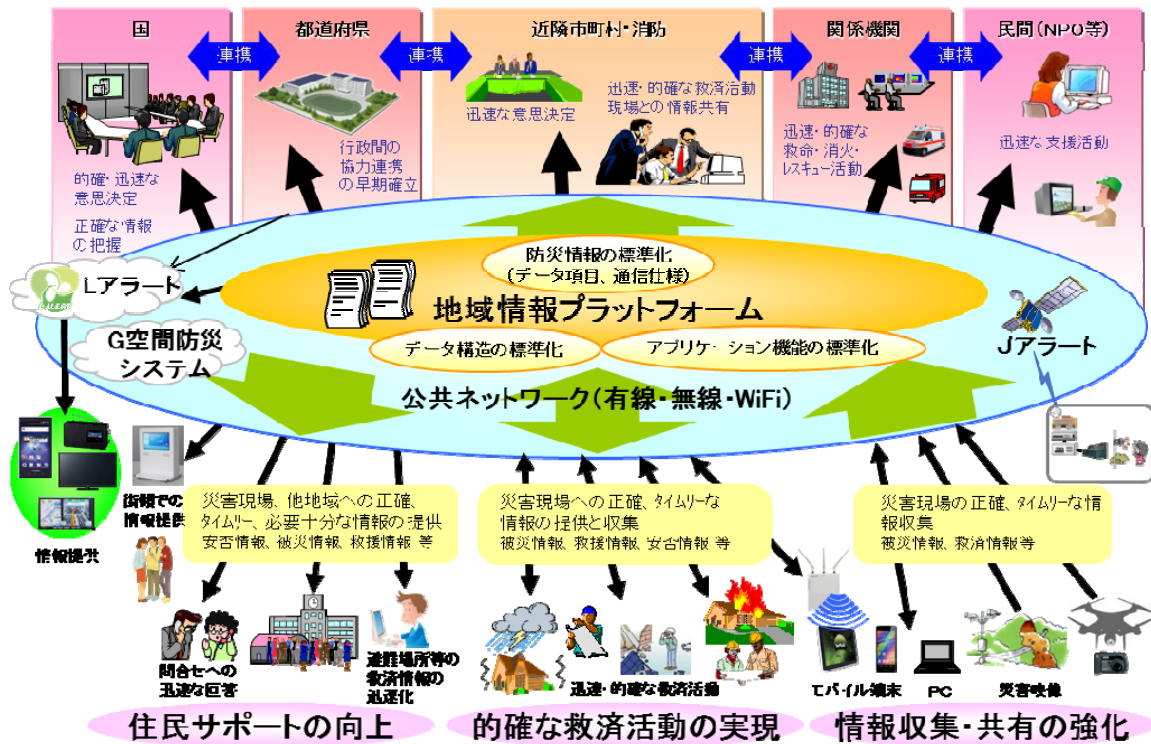 国
都道府県
近隣市町村・消防
関係機関
民間(NPO等)
連携
連携
連携
連携
迅速な意思決定
迅速・的確な救済活動
現場との情報共有
行政間の
協力連携
の早期確立
迅速・的確な
救命・消火・
レスキュー活動
迅速な支援活動
的確・迅速な
意思決定
正確な情報
の把握
防災情報の標準化
(データ項目、通信仕様)
Lアラート
L-ALERT
地域情報プラットフォーム
G空間防災
システム
データ構造の標準化
アプリケーション機能の標準化
Jアラート
公共ネットワーク(有線・無線・WiFi)
街頭での
情報提供
情報提供
災害現場、他地域への正確、
タイムリー、必要十分な情報の提供
安否情報、被災情報、救援情報 等
災害現場への正確、タイムリーな
情報の提供と収集
被災情報、救援情報、安否情報 等
災害現場の正確、タイムリーな情
報収集
被災情報、救済情報等
問合せへの
迅速な回答
避難場所等の
救済情報の
迅速化
迅速・的確な救済活動
モバイル端末
PC
災害映像
住民サポートの向上
的確な救済活動の実現
情報収集・共有の強化